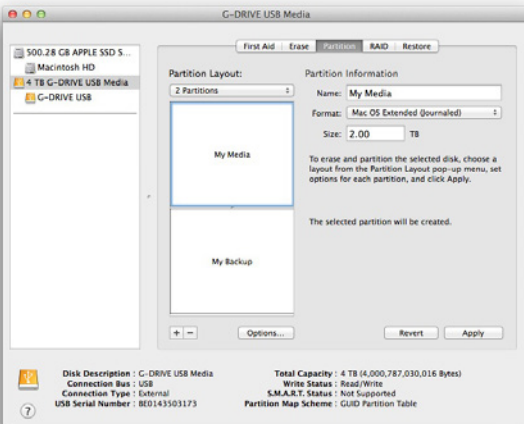 G-DRIVE USB Media
500.28 GB APPLE SSD S...
Macintosh HD
4 TB G-DRIVE USB Media
G-DRIVE USB
First Aid Erase Partition RAID Restore
Partition Layout:
2 Partitions
My Media
My Backup
+ − Options...
Partition Information
Name: My Media
Format: Mac OS Extended (Journaled)
Size: 2.00 TB
To erase and partition the selected disk, choose a
layout from the Partition Layout pop-up menu, set
options for each partition, and click Apply.
The selected partition will be created.
Revert Apply
Disk Description : G-DRIVE USB Media
Connection Bus : USB
Connection Type : External
USB Serial Number : 8E0143503173
Total Capacity : 4 TB (4,000,787,030,016 Bytes)
Write Status : Read/Write
S.M.A.R.T. Status : Not Supported
Partition Map Scheme : GUID Partition Table
?